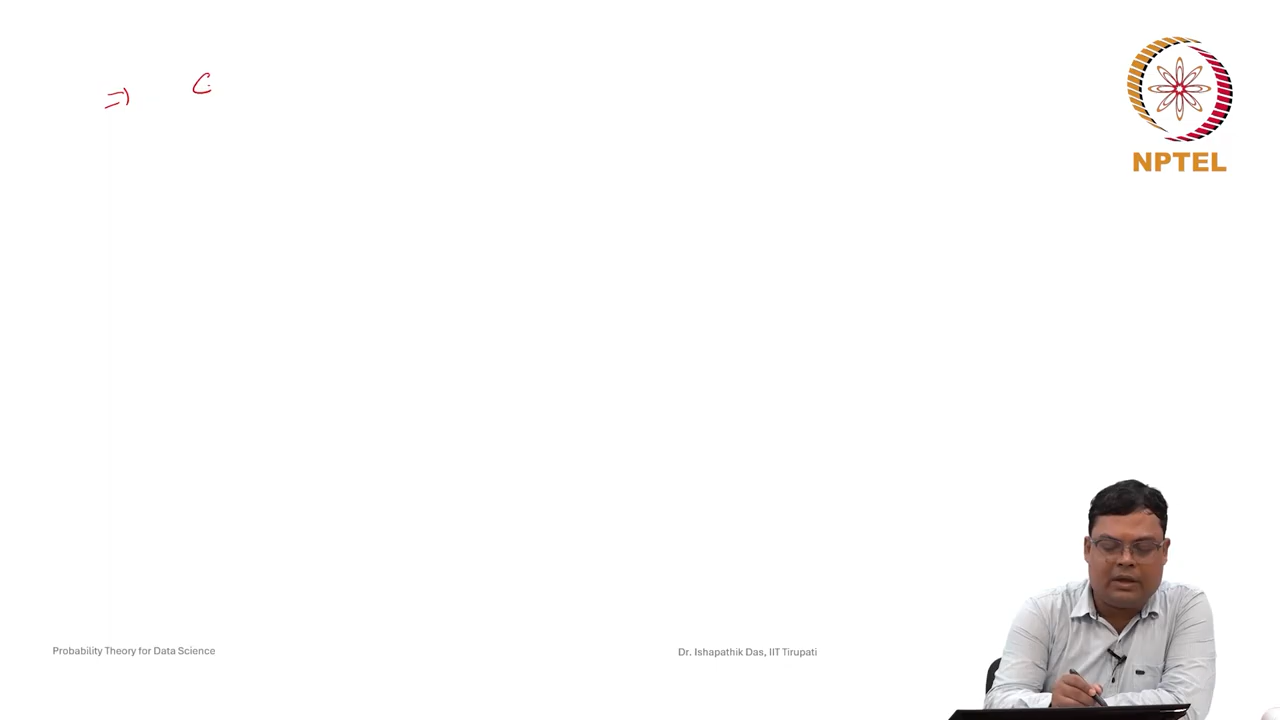 ⇒ C
NPTEL
Probability Theory for Data Science
Dr. Ishapathik Das, IIT Tirupati